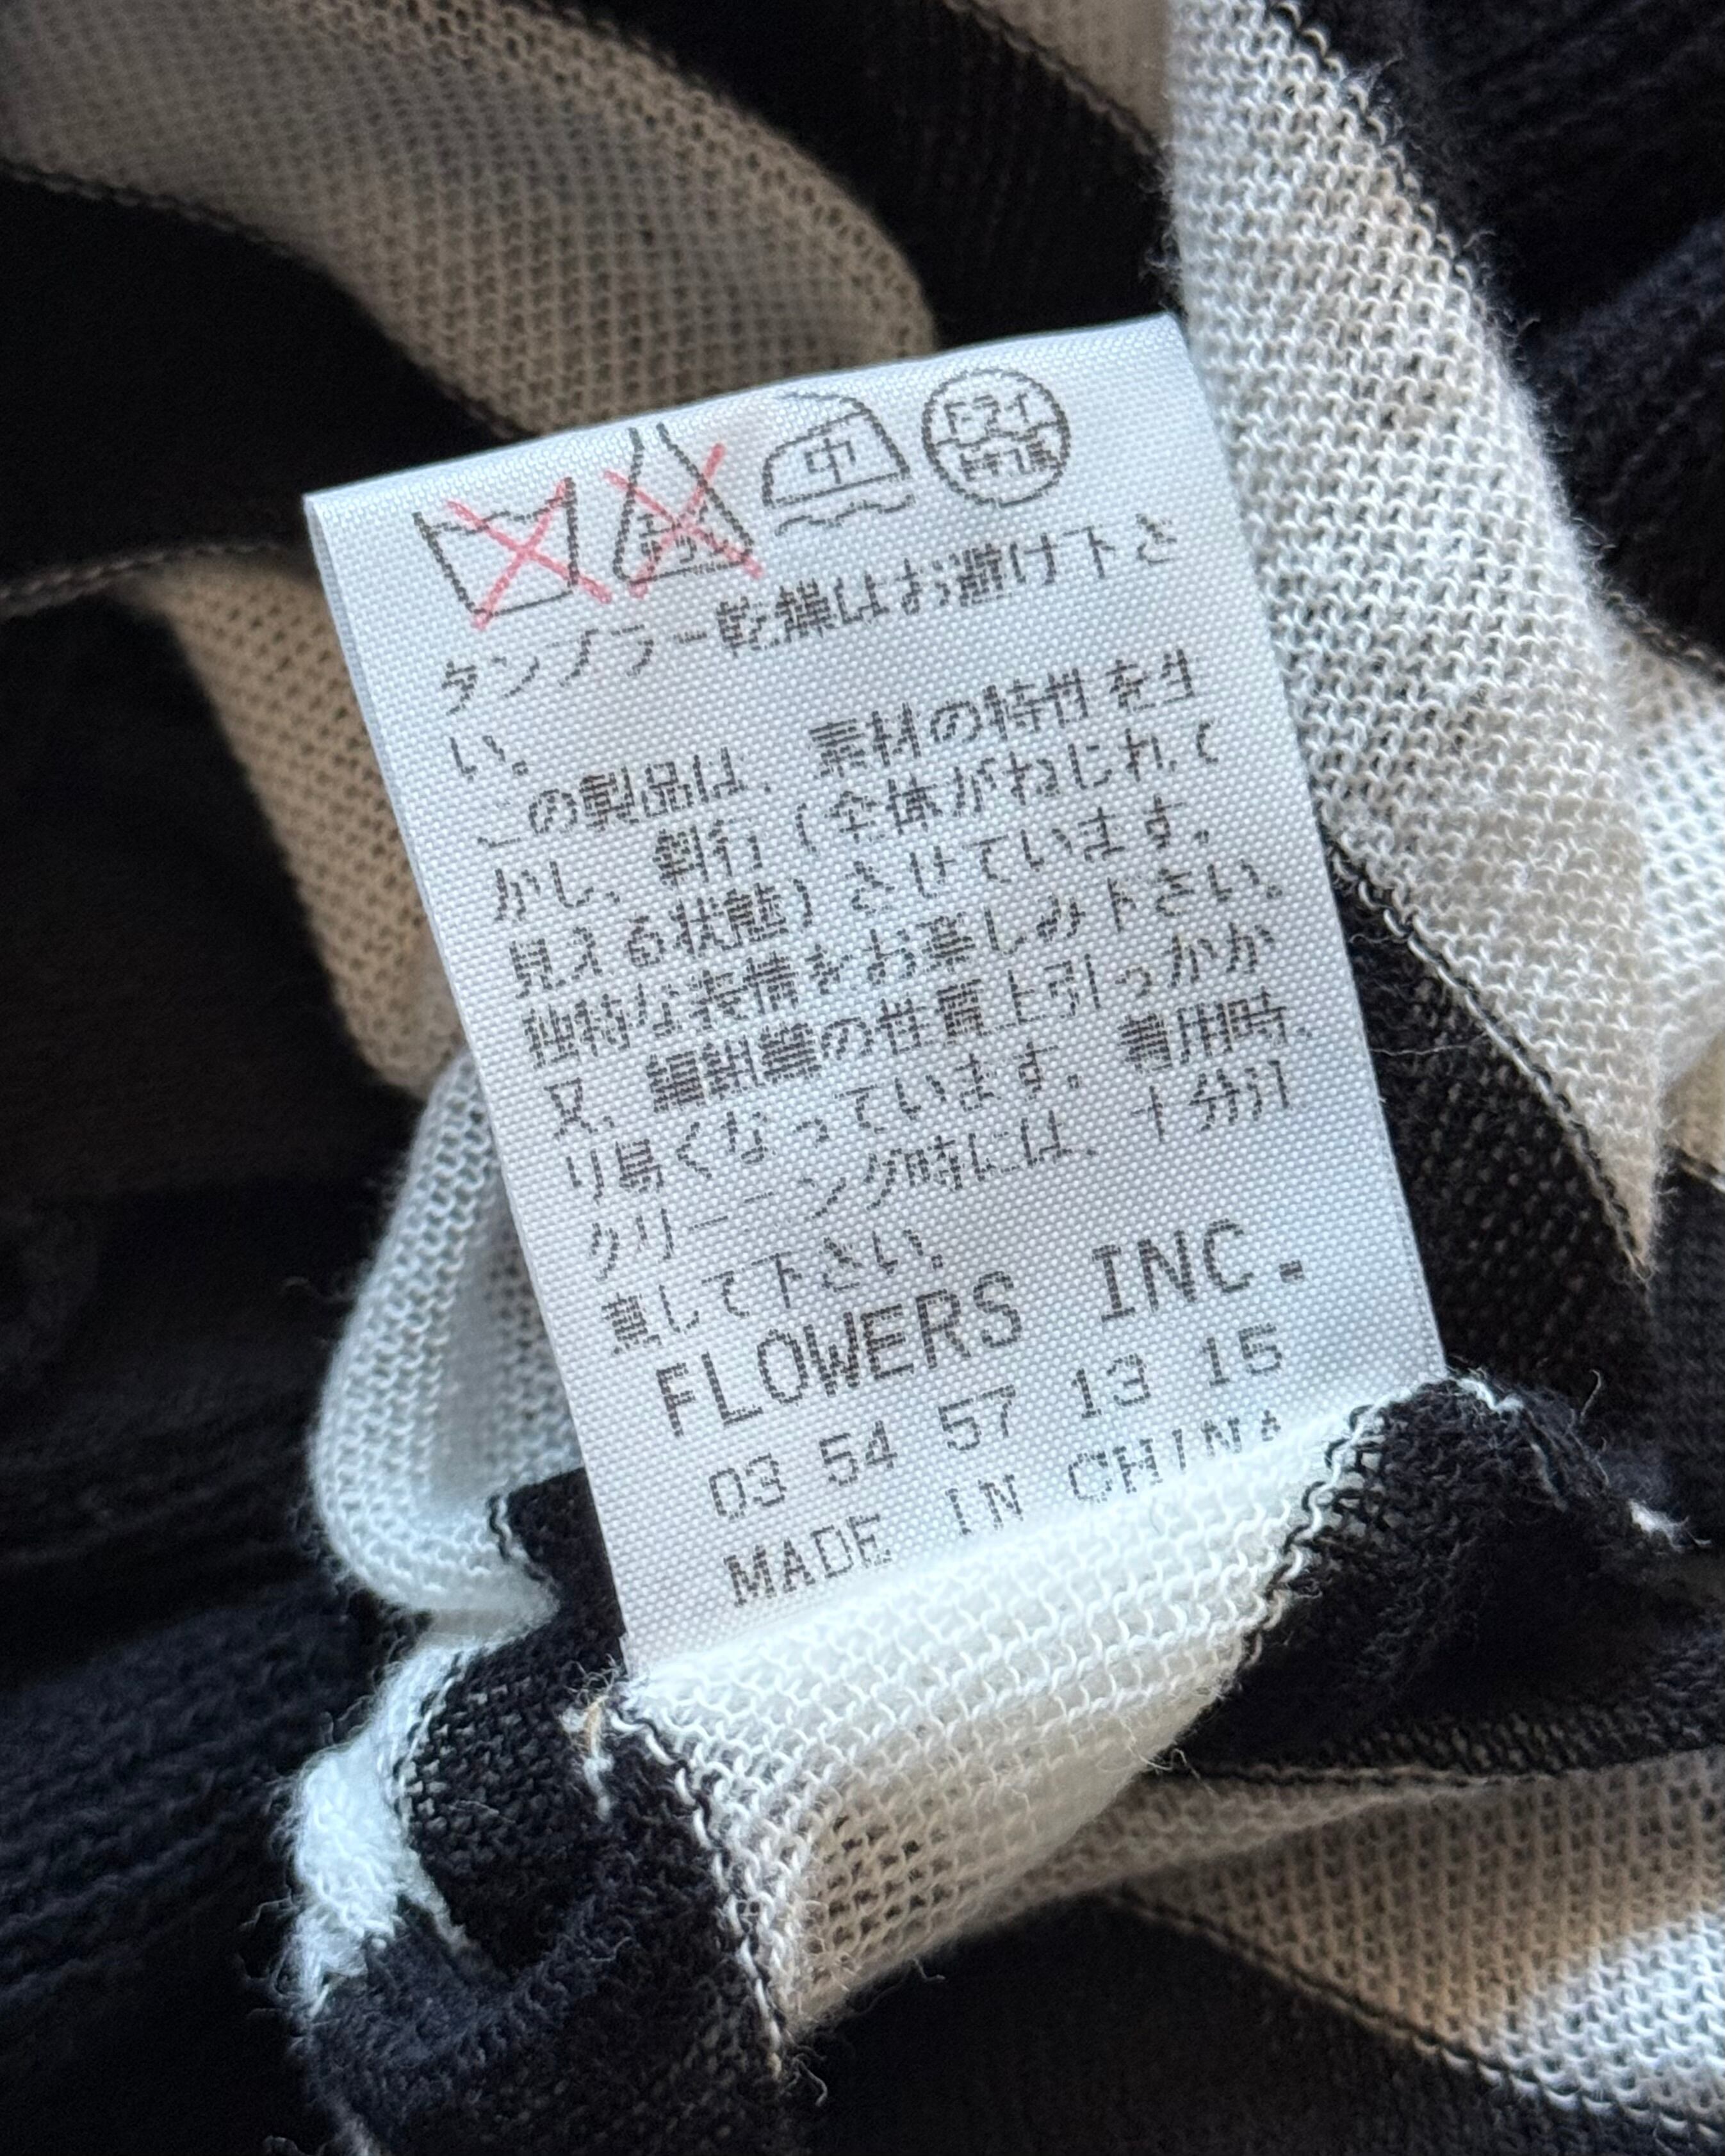 中 ドライ
タンブラー乾燥はお避け下さ
い。
この製品は、素材の特性を生
かし、斜行(全体がねじれて
見える状態)させています。
独特な表情をお楽しみ下さい。
又、編組織の性質上引っかか
り易くなっています。着用時、
クリーニング時には、十分注
意して下さい。
FLOWERS INC.
03 54 57 13 15
MADE IN CHINA